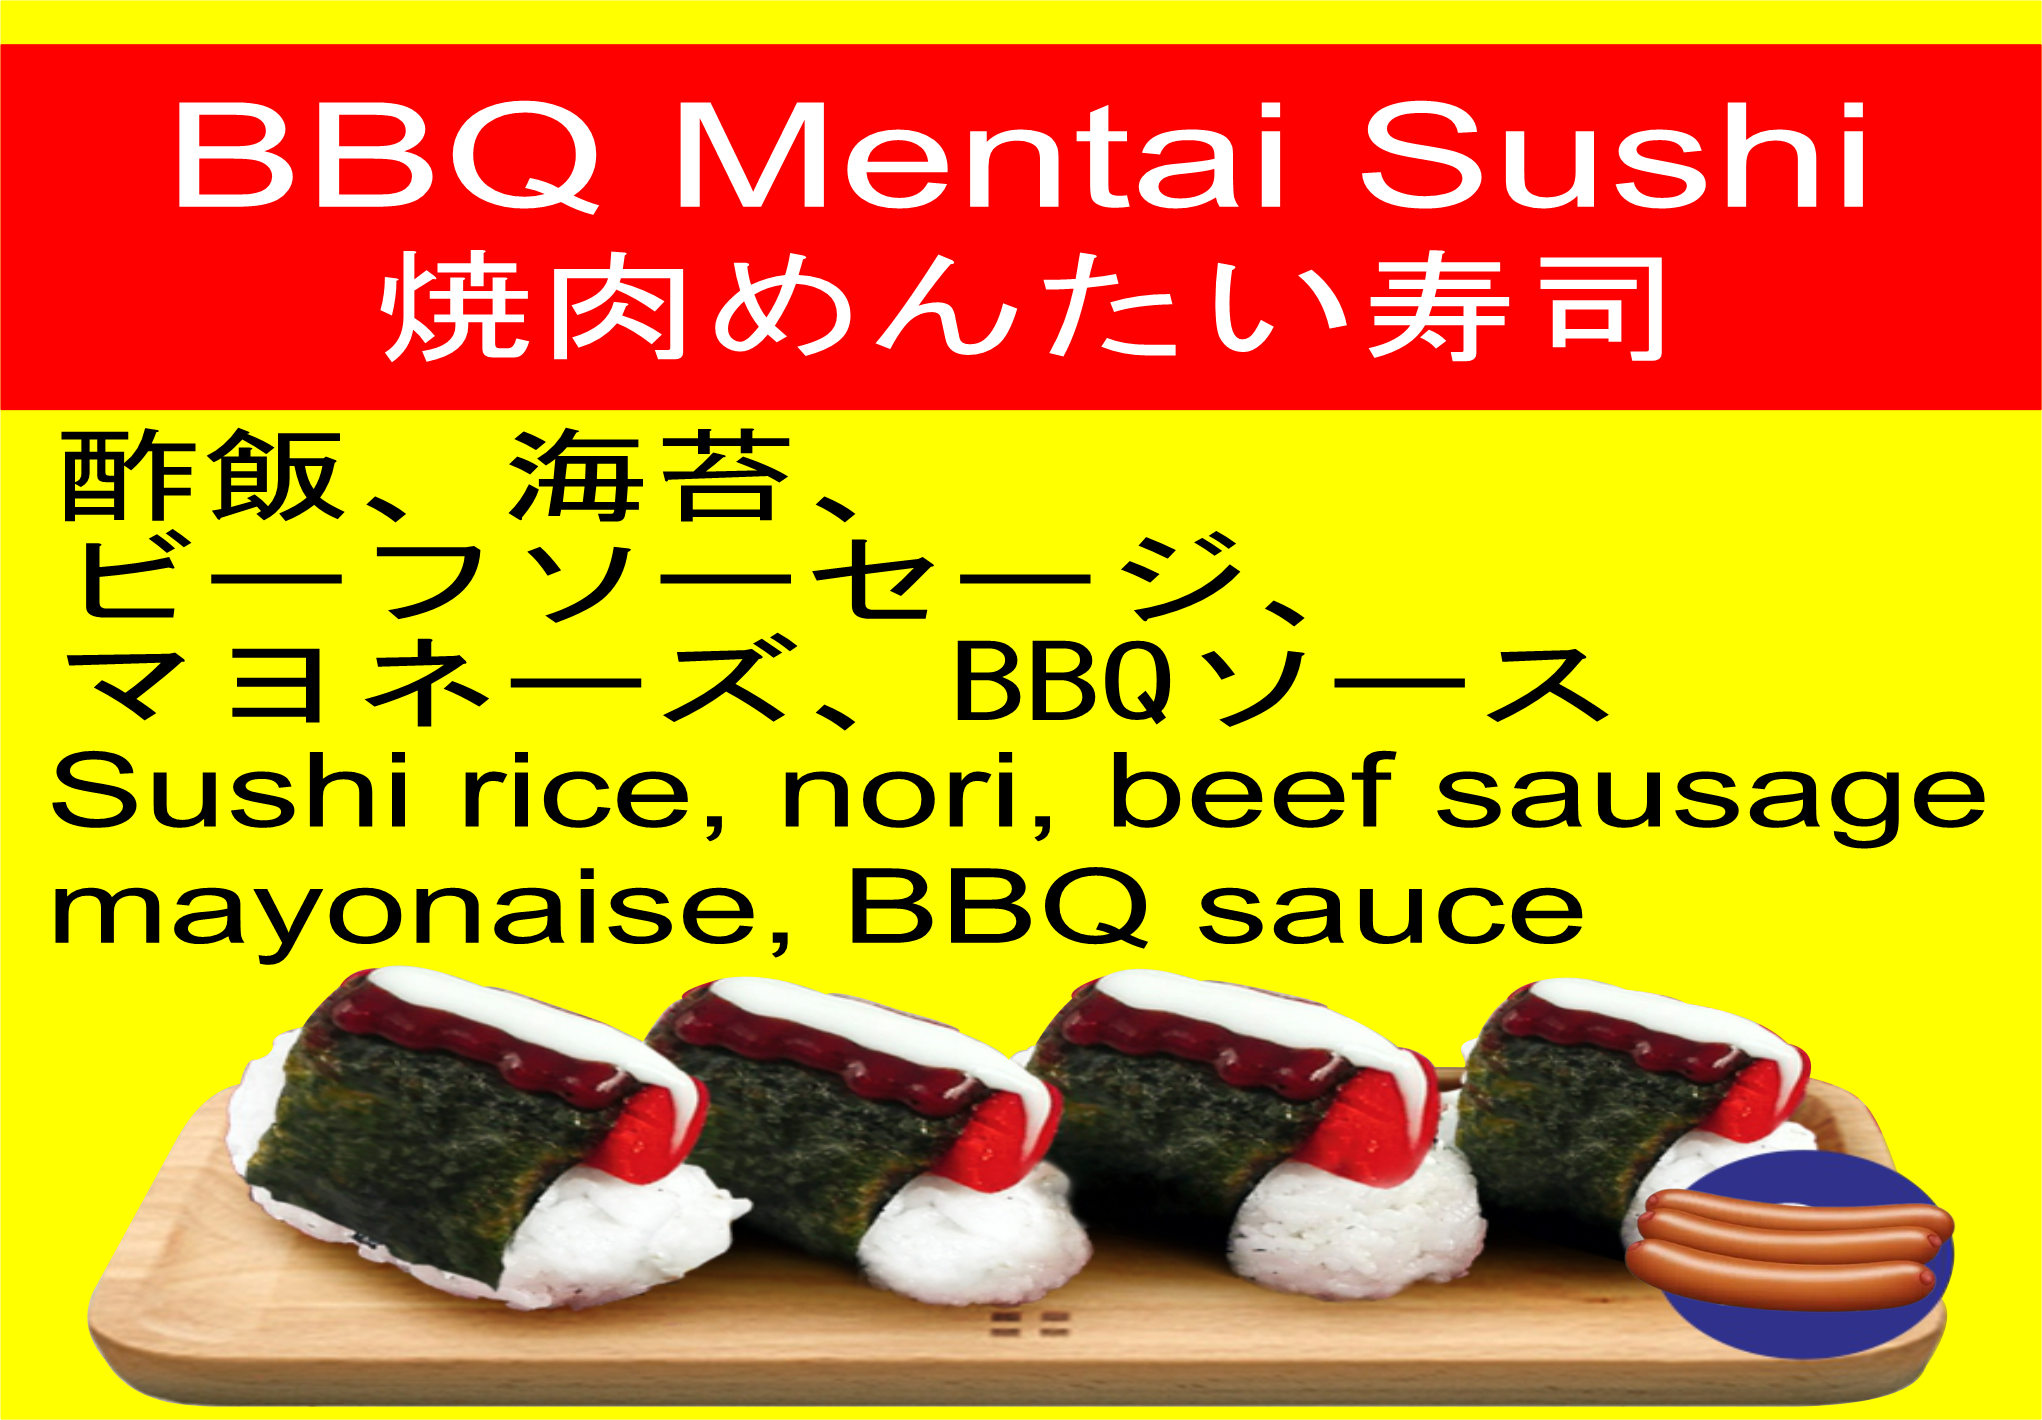 BBQ Mentai Sushi
焼肉めんたい寿司
酢飯、海苔、
ビーフソーセージ、
マヨネーズ、BBQソース
Sushi rice, nori, beef sausage
mayonaise, BBQ sauce